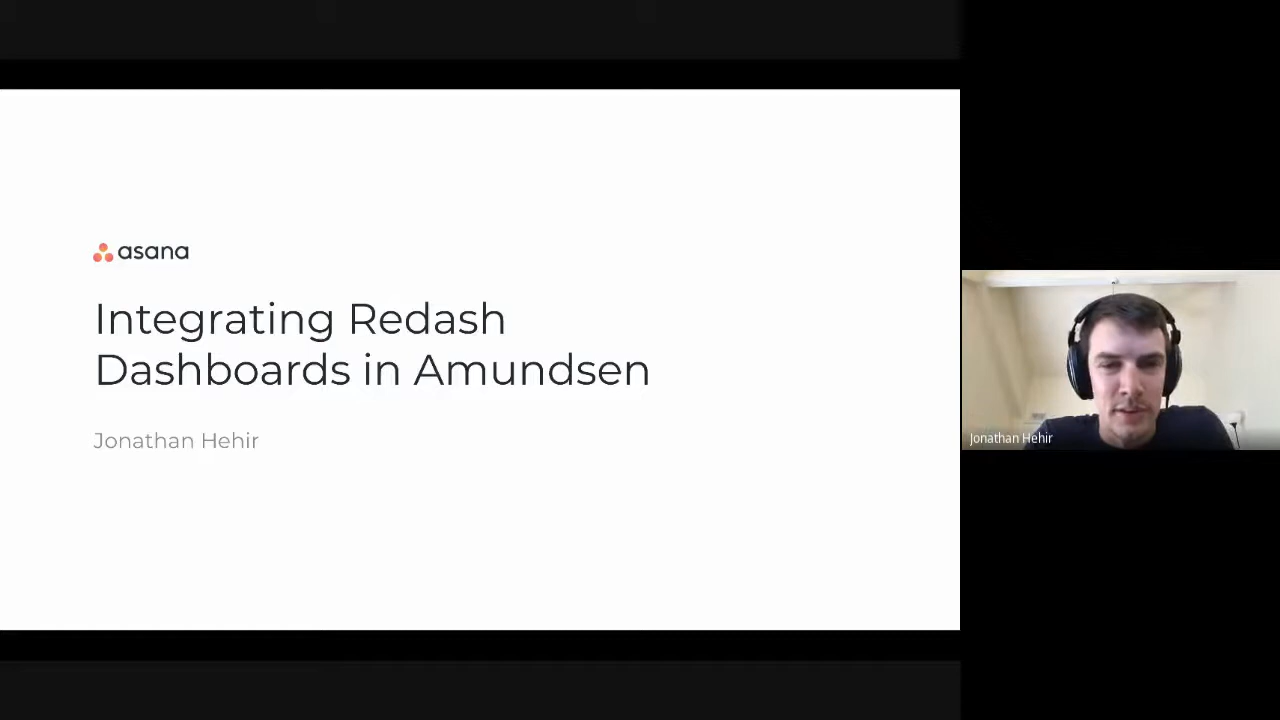 asana
Integrating Redash
Dashboards in Amundsen
Jonathan Hehir
Jonathan Hehir